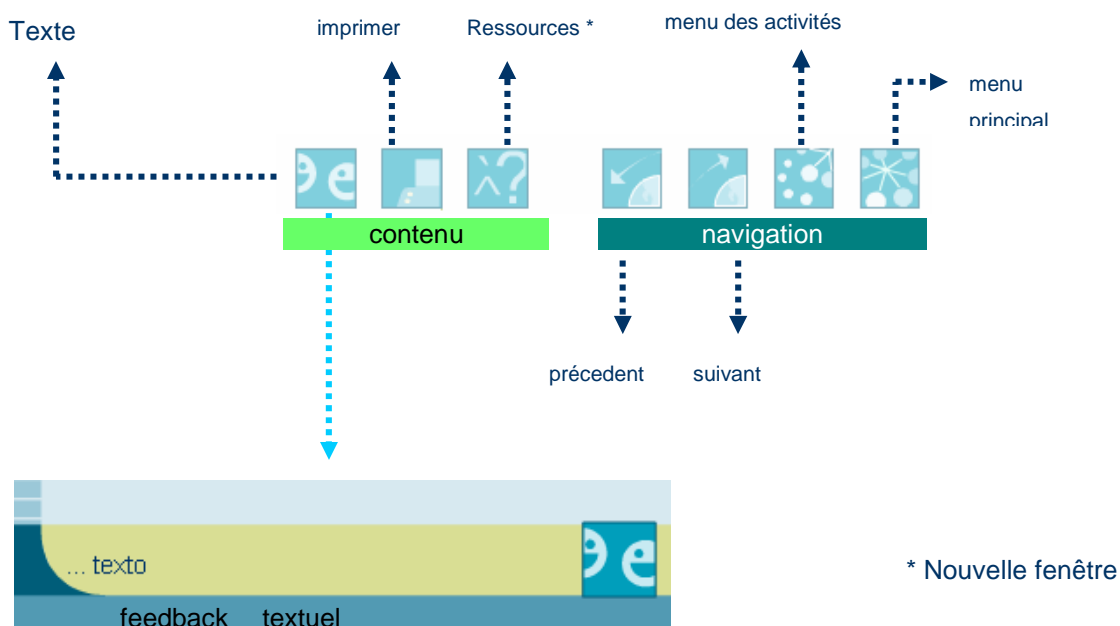 Texte
imprimer
Ressources *
menu des activités
menu
principal
contenu
navigation
précedent
suivant
... texto
* Nouvelle fenêtre
feedback textuel